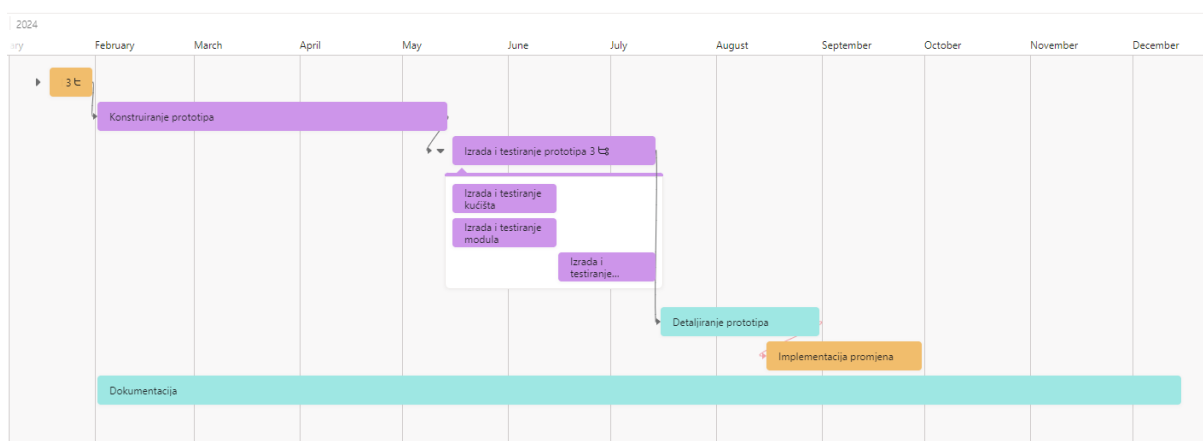 2024
ary
February March April May June July August September October November December
3
Konstruiranje prototipa
Izrada i testiranje prototipa 3
Izrada i testiranje
kućišta
Izrada i testiranje
modula
Izrada i
testiranje...
Detaljiranje prototipa
Implementacija promjena
Dokumentacija